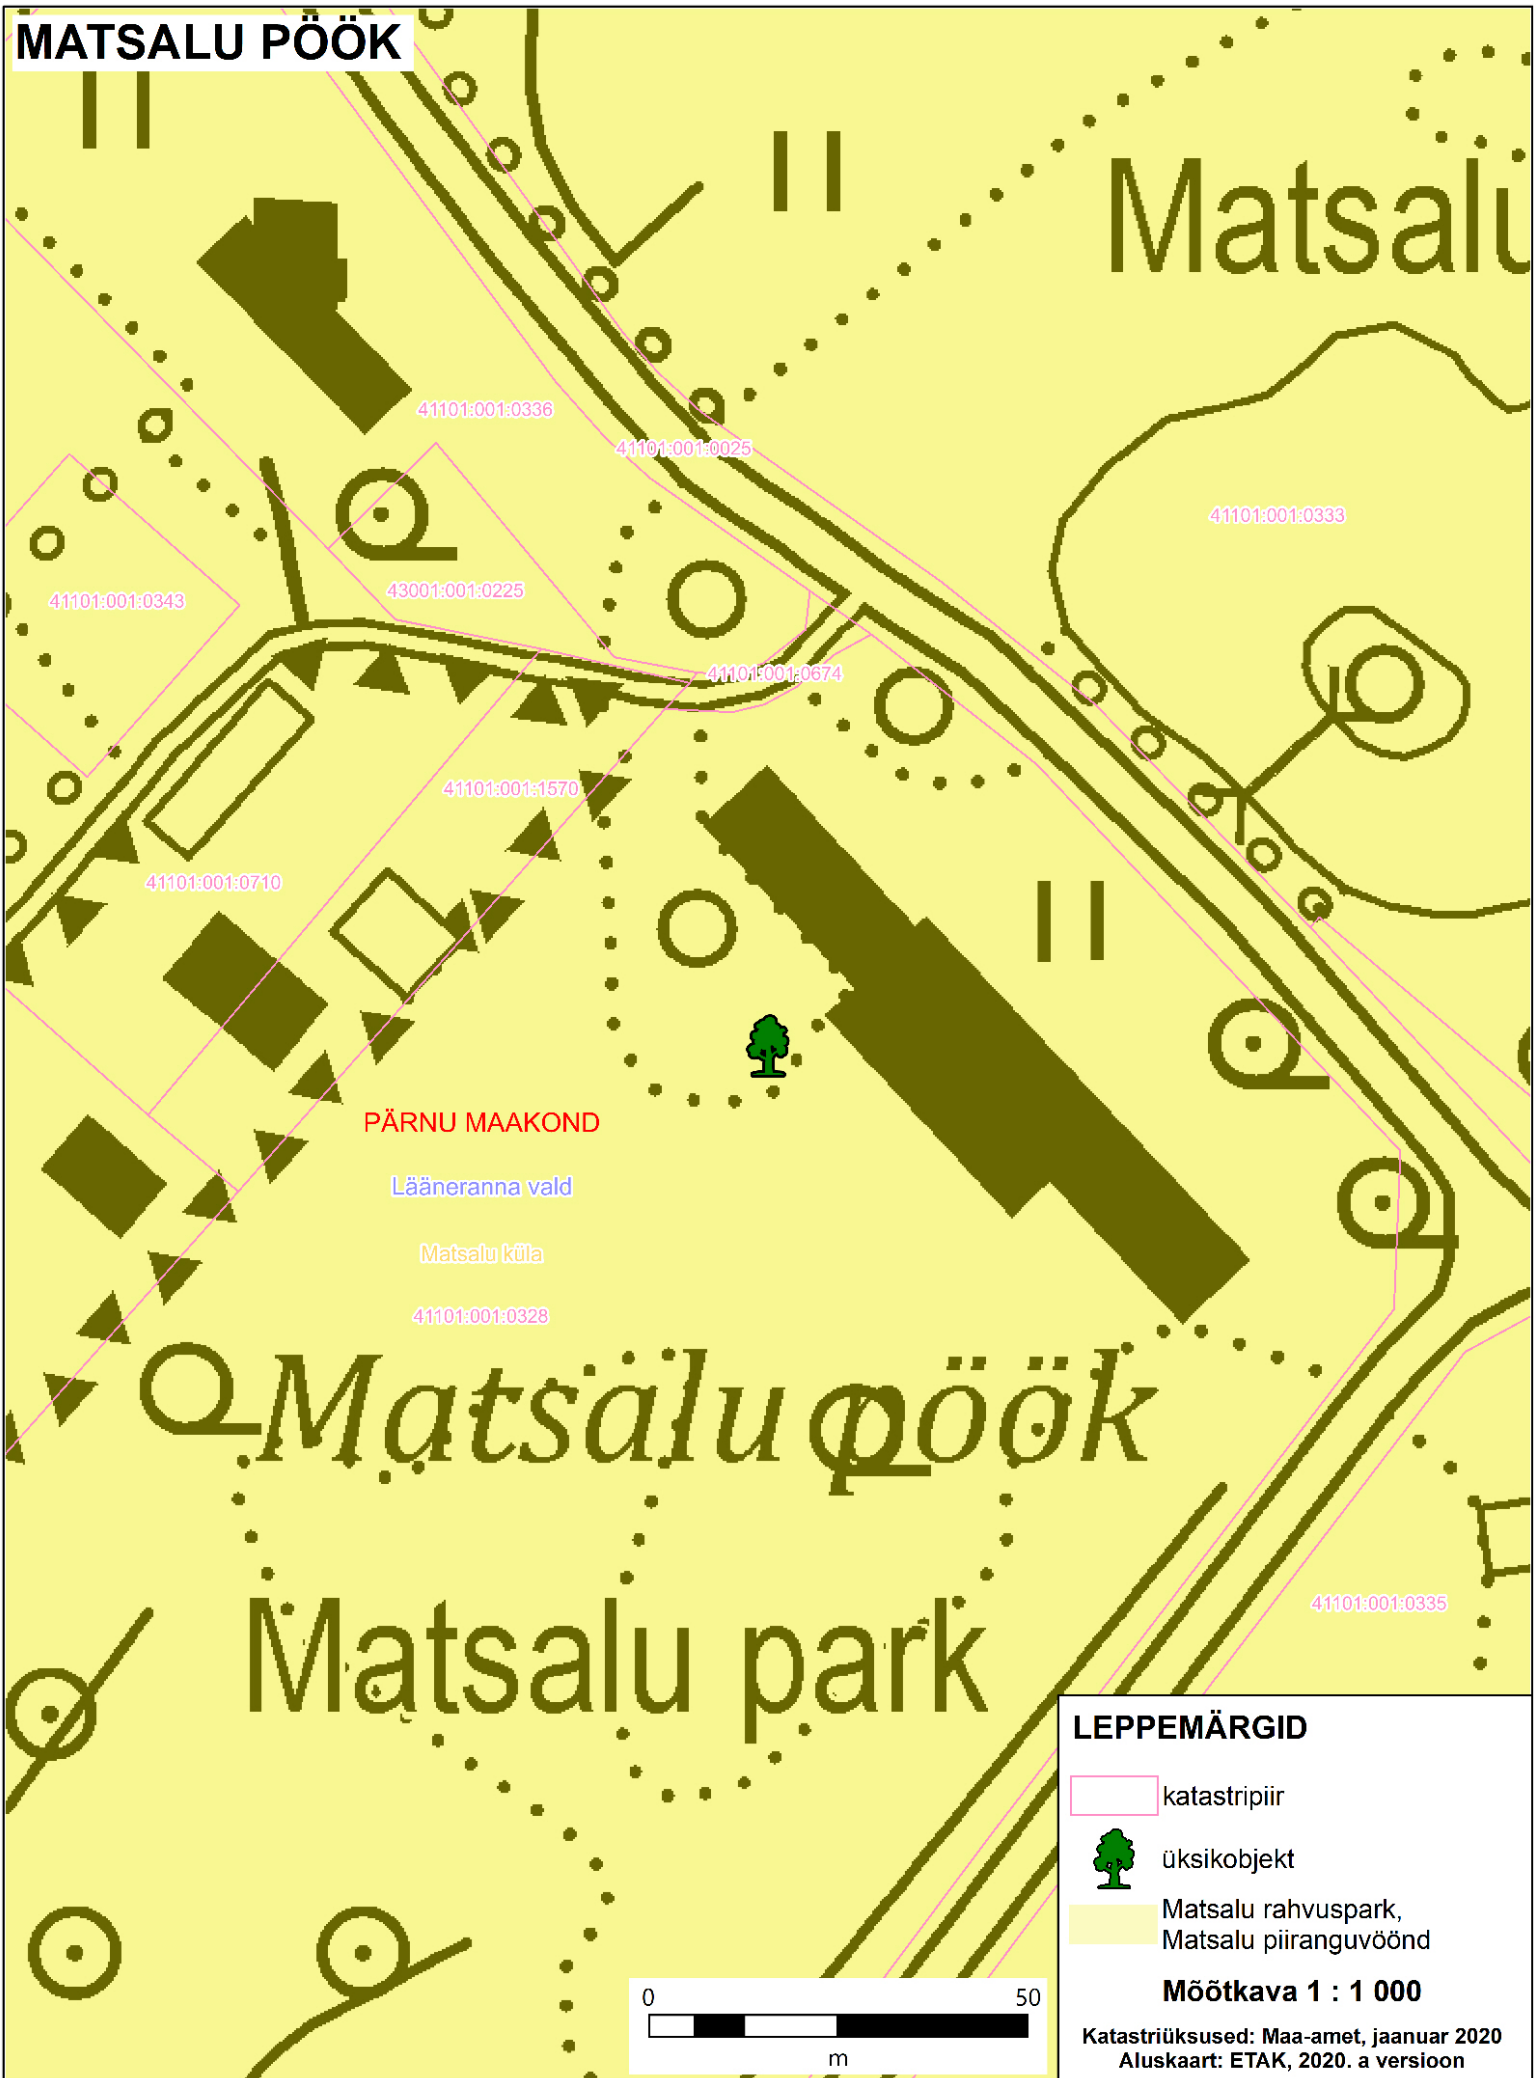 MATSALU PÖÖK
Matsalu
41101:001:0336
41101:001:0025
41101:001:0333
43001:001:0225
41101:001:0343
41101:001:0674
41101:001:1570
41101:001:0710
PÄRNU MAAKOND
Lääneranna vald
Matsalu küla
41101:001:0328
Matsalu pöök
Matsalu park
41101:001:0335
LEPPEMÄRGID
katastripiir
üksikobjekt
Matsalu rahvuspark,
Matsalu piiranguvöönd
Mõõtkava 1 : 1 000
Katastriüksused: Maa-amet, jaanuar 2020
Aluskaart: ETAK, 2020. a versioon
0 50
m